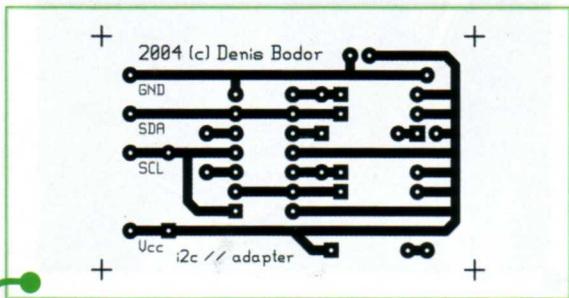 2004 (c) Denis Bodor
GND
SDA
SCL
Vcc
i2c // adapter